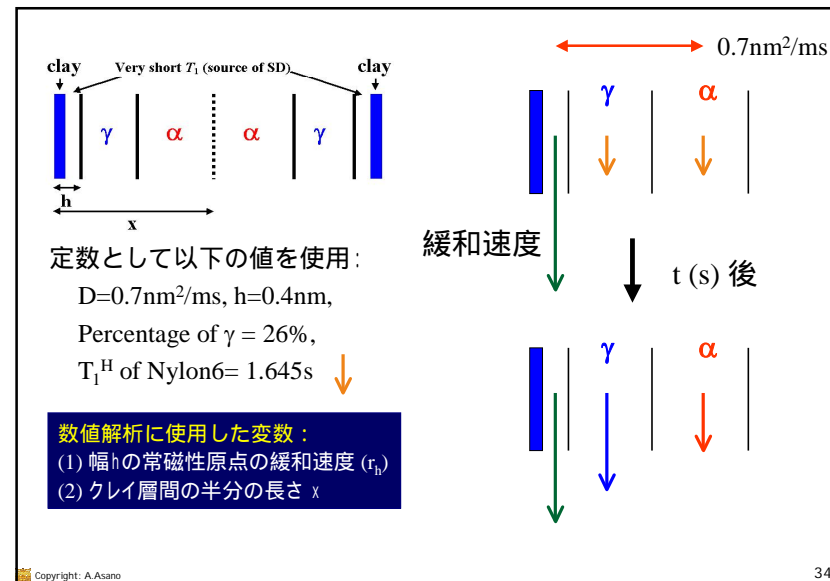 clay
Very short T₁ (source of SD)
clay
γ
α
α
γ
h
x
定数として以下の値を使用:
D=0.7nm²/ms, h=0.4nm,
Percentage of γ = 26%,
T₁ᴴ of Nylon6= 1.645s
数値解析に使用した変数:
(1) 幅hの常磁性原点の緩和速度 (rₕ)
(2) クレイ層間の半分の長さ x
0.7nm²/ms
γ
α
緩和速度
t (s) 後
γ
α
Copyright: A.Asano
34